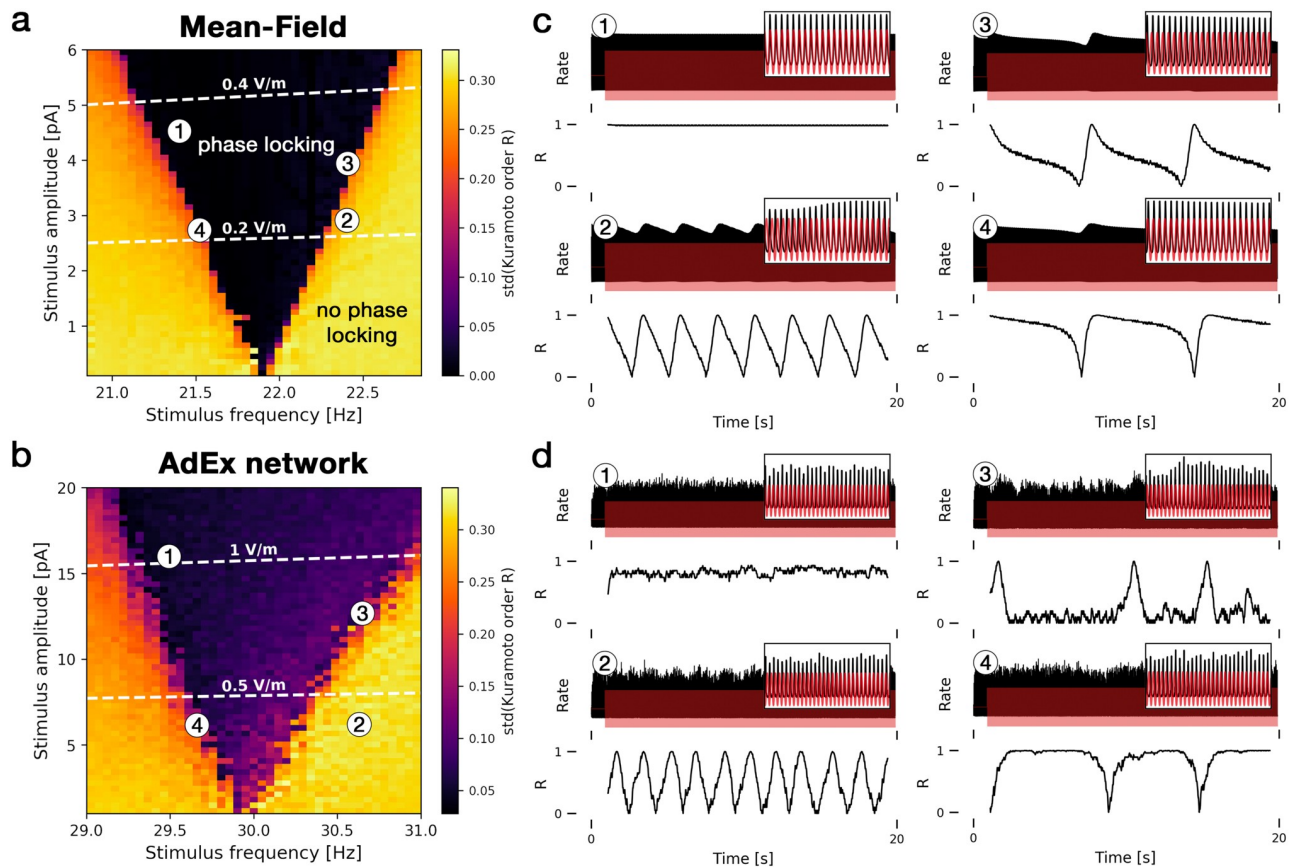 a
Mean-Field
6
5
4
3
2
1
Stimulus amplitude [pA]
0.4 V/m
1
phase locking
3
4
0.2 V/m
2
no phase
locking
21.0 21.5 22.0 22.5
Stimulus frequency [Hz]
0.30
0.25
0.20
0.15
0.10
0.05
0.00
std(Kuramoto order R)
b
AdEx network
20
15
10
5
Stimulus amplitude [pA]
1
1 V/m
3
0.5 V/m
4
2
29.0 29.5 30.0 30.5 31.0
Stimulus frequency [Hz]
0.30
0.25
0.20
0.15
0.10
0.05
std(Kuramoto order R)
c
1
Rate
1
R
0
2
Rate
1
R
0
0 20
Time [s]
3
Rate
1
R
0
4
Rate
1
R
0
0 20
Time [s]
d
1
Rate
1
R
0
2
Rate
1
R
0
0 20
Time [s]
3
Rate
1
R
0
4
Rate
1
R
0
0 20
Time [s]